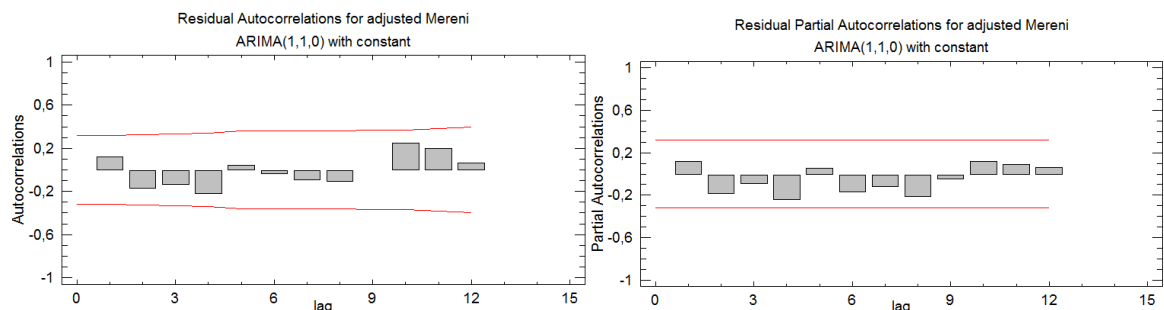 Residual Autocorrelations for adjusted Mereni
ARIMA(1,1,0) with constant
Autocorrelations
1
0,6
0,2
-0,2
-0,6
-1
0 3 6 9 12 15
lag
Residual Partial Autocorrelations for adjusted Mereni
ARIMA(1,1,0) with constant
Partial Autocorrelations
1
0,6
0,2
-0,2
-0,6
-1
0 3 6 9 12 15
lag